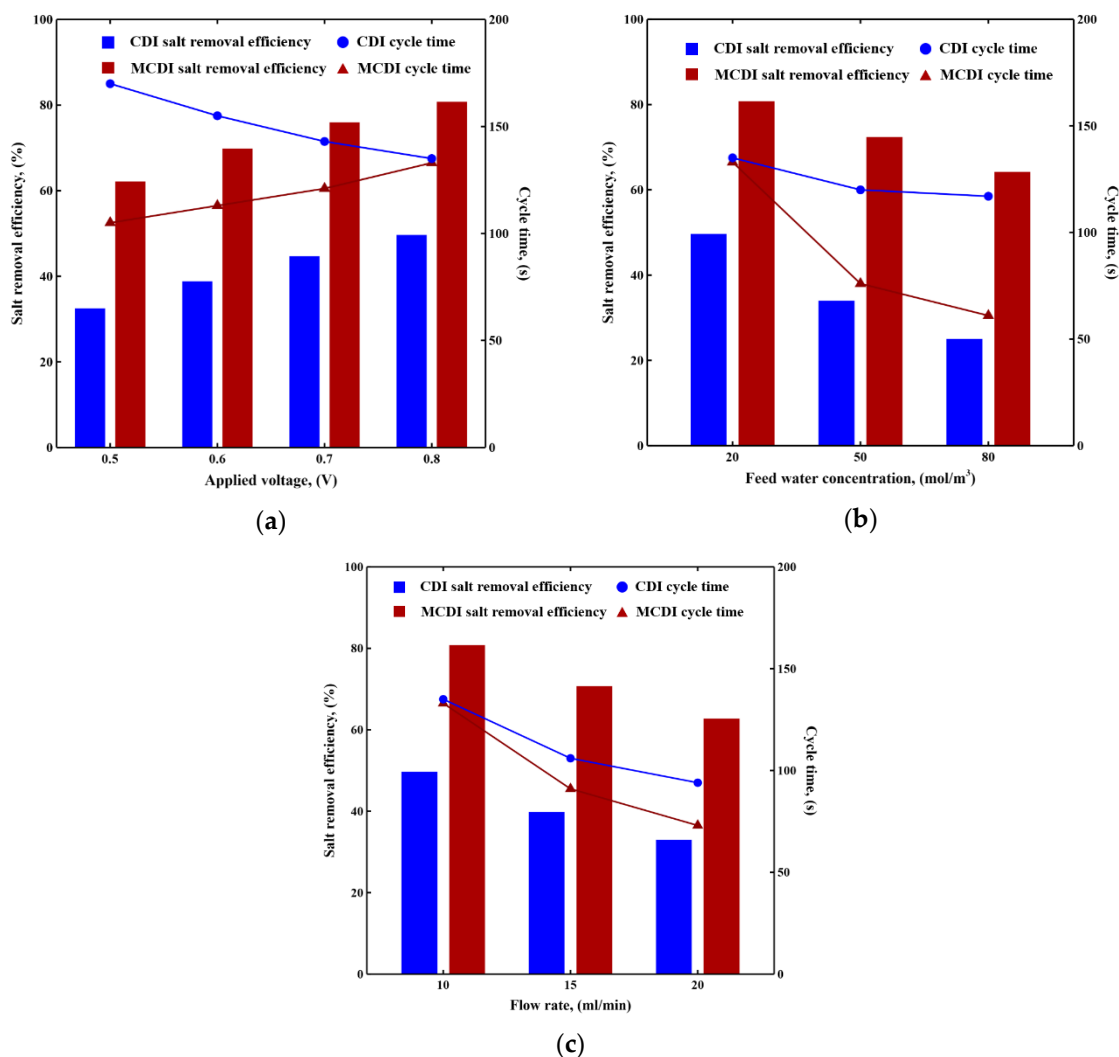 100
80
60
40
20
0
Salt removal efficiency, (%)
CDI salt removal efficiency
CDI cycle time
MCDI salt removal efficiency
MCDI cycle time
200
150
100
50
0
Cycle time, (s)
0.5 0.6 0.7 0.8
Applied voltage, (V)
(a)
100
80
60
40
20
0
Salt removal efficiency, (%)
CDI salt removal efficiency
CDI cycle time
MCDI salt removal efficiency
MCDI cycle time
200
150
100
50
0
Cycle time, (s)
20 50 80
Feed water concentration, (mol/m³)
(b)
100
80
60
40
20
0
Salt removal efficiency, (%)
CDI salt removal efficiency
CDI cycle time
MCDI salt removal efficiency
MCDI cycle time
200
150
100
50
0
Cycle time, (s)
10 15 20
Flow rate, (ml/min)
(c)